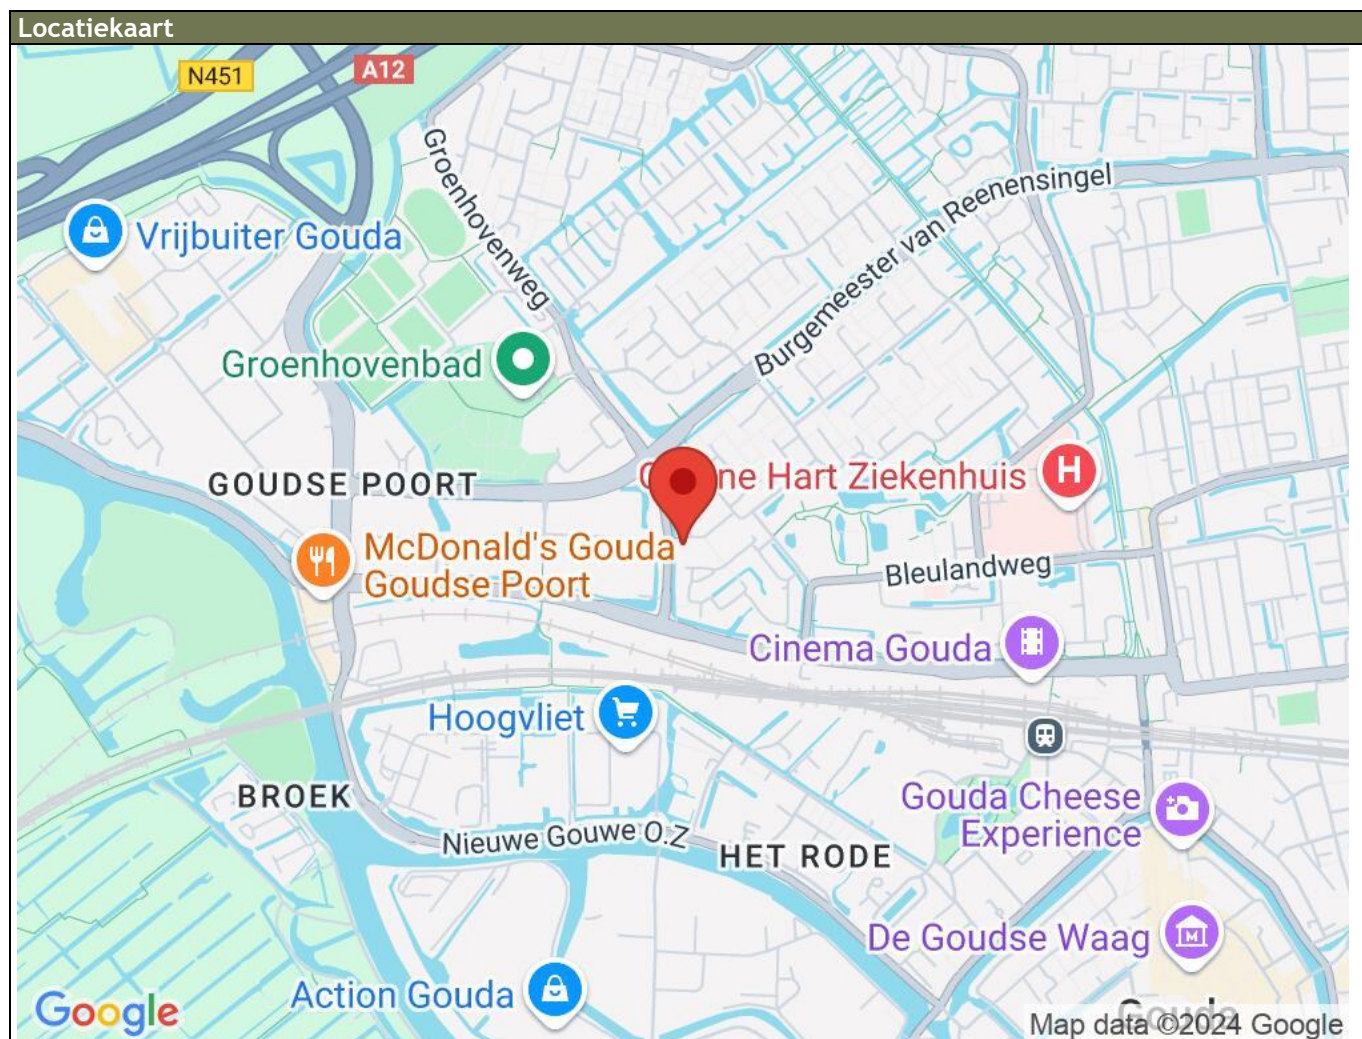 Locatiekaart
N451
A12
Groenhovenweg
Burgemeester van Reenensingel
Vrijbuiter Gouda
Groenhovenbad
GOUDSE POORT
ne Hart Ziekenhuis
H
McDonald's Gouda
Goudse Poort
Bleulandweg
Cinema Gouda
Hoogvliet
BROEK
Gouda Cheese
Experience
Nieuwe Gouwe O.Z
HET RODE
De Goudse Waag
M
Action Gouda
Gouda
Google
Map data ©2024 Google